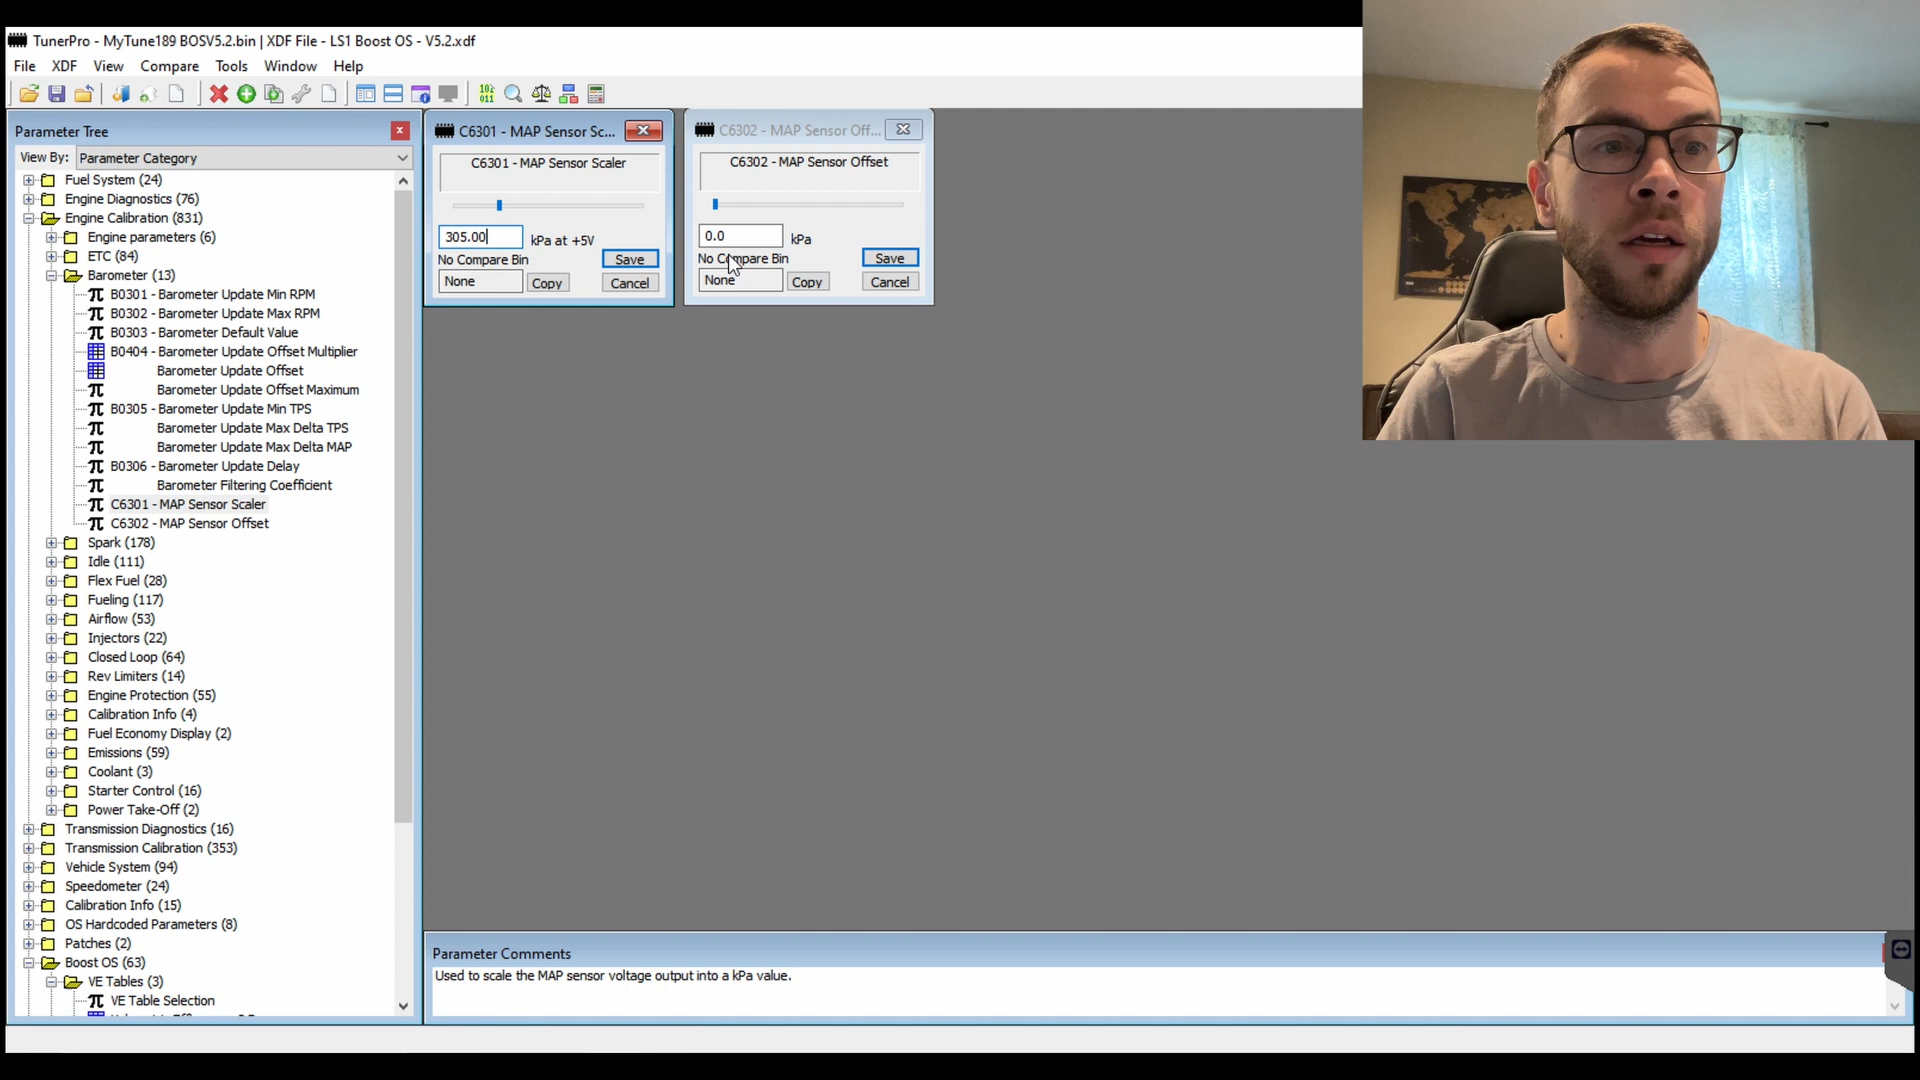 TunerPro - MyTune189 BOSV5.2.bin | XDF File - LS1 Boost OS - V5.2.xdf
File XDF View Compare Tools Window Help
Parameter Tree
View By: Parameter Category
Fuel System (24)
Engine Diagnostics (76)
Engine Calibration (831)
Engine parameters (6)
ETC (84)
Barometer (13)
B0301 - Barometer Update Min RPM
B0302 - Barometer Update Max RPM
B0303 - Barometer Default Value
B0404 - Barometer Update Offset Multiplier
Barometer Update Offset
Barometer Update Offset Maximum
B0305 - Barometer Update Min TPS
Barometer Update Max Delta TPS
Barometer Update Max Delta MAP
B0306 - Barometer Update Delay
Barometer Filtering Coefficient
C6301 - MAP Sensor Scaler
C6302 - MAP Sensor Offset
Spark (178)
Idle (111)
Flex Fuel (28)
Fueling (117)
Airflow (53)
Injectors (22)
Closed Loop (64)
Rev Limiters (14)
Engine Protection (55)
Calibration Info (4)
Fuel Economy Display (2)
Emissions (59)
Coolant (3)
Starter Control (16)
Power Take-Off (2)
Transmission Diagnostics (16)
Transmission Calibration (353)
Vehicle System (94)
Speedometer (24)
Calibration Info (15)
OS Hardcoded Parameters (8)
Patches (2)
Boost OS (63)
VE Tables (3)
VE Table Selection
C6301 - MAP Sensor Sc...
C6301 - MAP Sensor Scaler
305.00 kPa at +5V
No Compare Bin Save
None Copy Cancel
C6302 - MAP Sensor Off...
C6302 - MAP Sensor Offset
0.0 kPa
No Compare Bin Save
None Copy Cancel
Parameter Comments
Used to scale the MAP sensor voltage output into a kPa value.